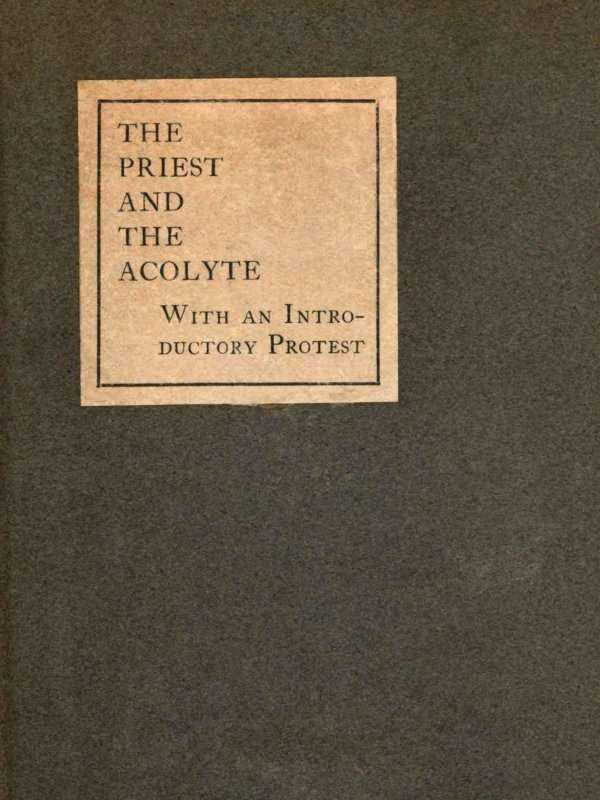 THE
PRIEST
AND
THE
ACOLYTE
WITH AN INTRO-
DUCTORY PROTEST